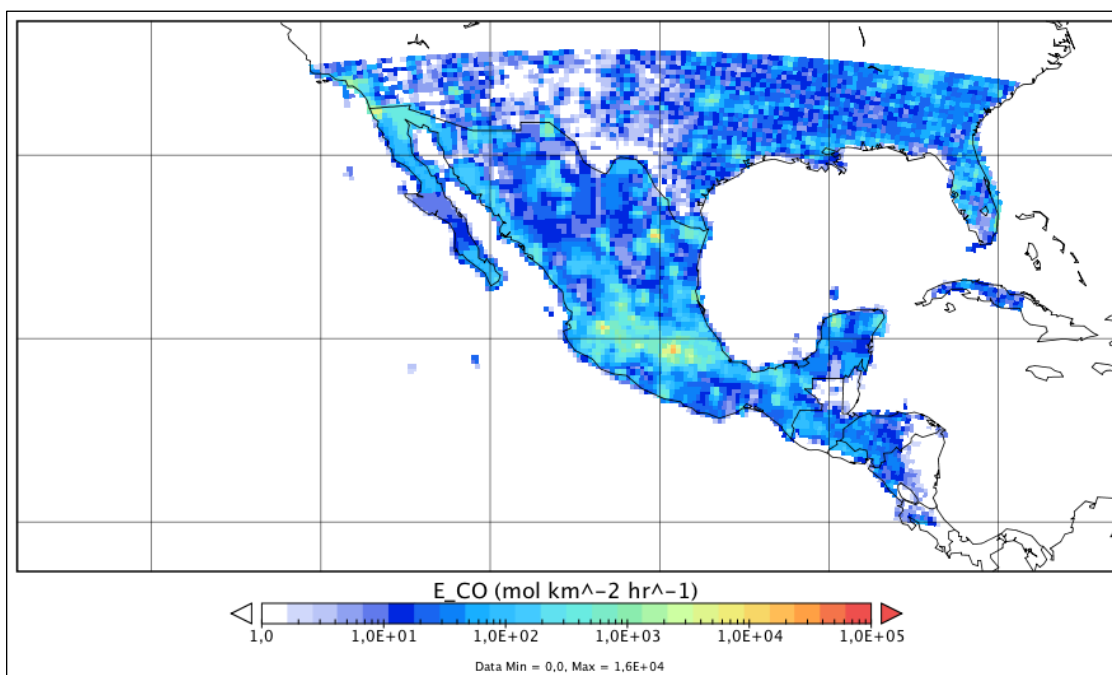 E_CO (mol km^-2 hr^-1)
1,0 1,0E+01 1,0E+02 1,0E+03 1,0E+04 1,0E+05
Data Min = 0,0, Max = 1,6E+04